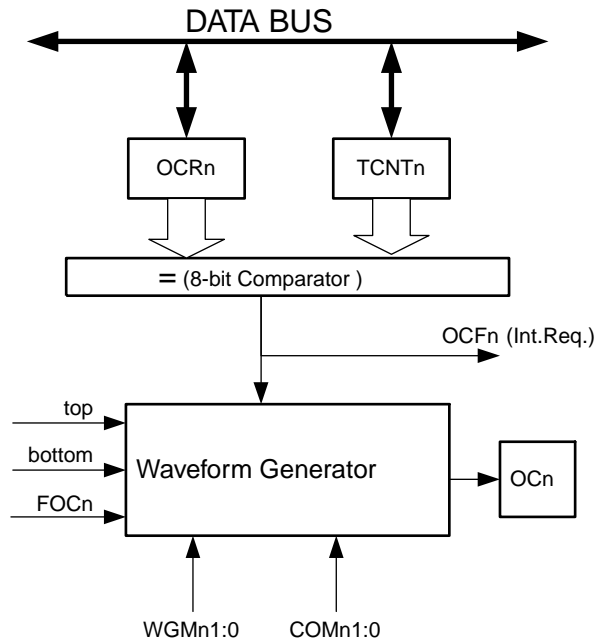 DATA BUS
OCRn
TCNTn
= (8-bit Comparator )
OCFn (Int.Req.)
top
bottom
FOCn
Waveform Generator
OCn
WGMn1:0
COMn1:0